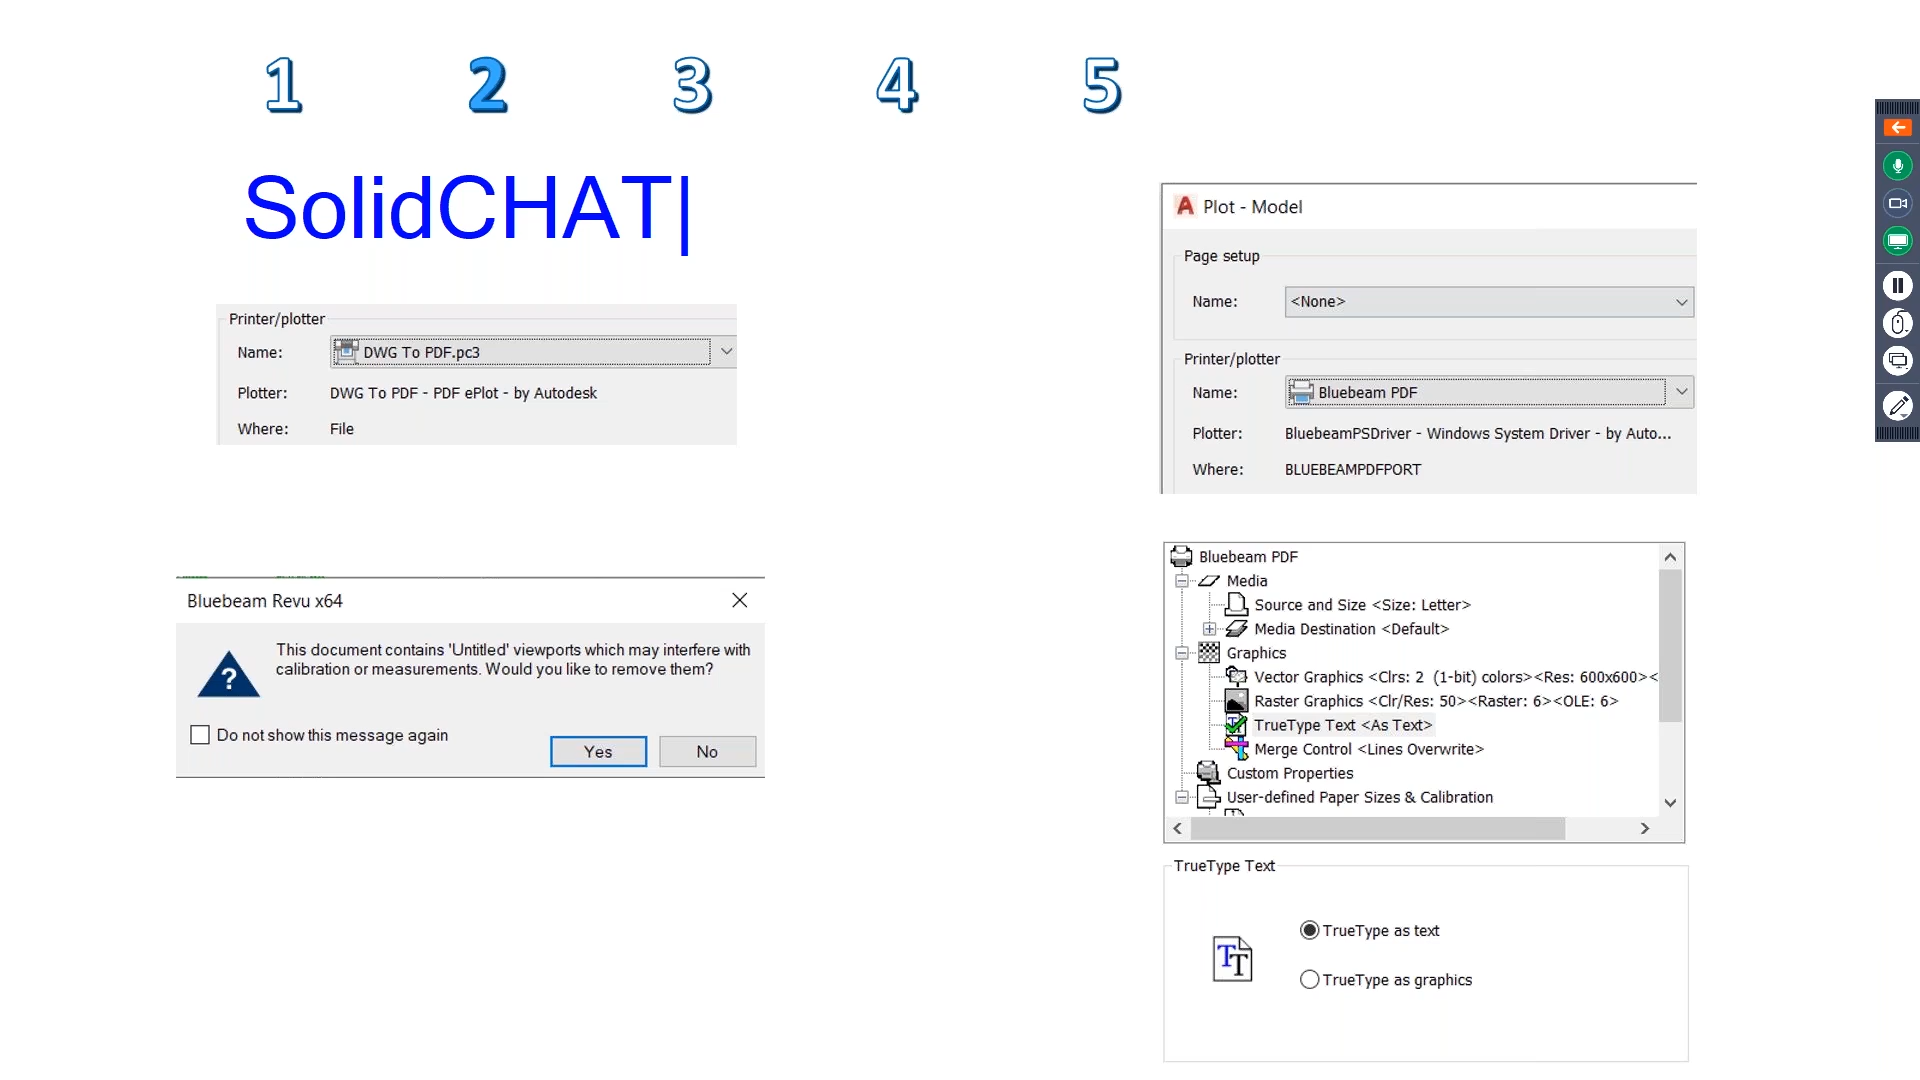 1 2 3 4 5
SolidCHAT|
Printer/plotter
Name: DWG To PDF.pc3
Plotter: DWG To PDF - PDF ePlot - by Autodesk
Where: File
Bluebeam Revu x64
This document contains 'Untitled' viewports which may interfere with
calibration or measurements. Would you like to remove them?
Do not show this message again
Yes No
Plot - Model
Page setup
Name: <None>
Printer/plotter
Name: Bluebeam PDF
Plotter: BluebeamPSDriver - Windows System Driver - by Auto...
Where: BLUEBEAMPDFPORT
Bluebeam PDF
Media
Source and Size <Size: Letter>
Media Destination <Default>
Graphics
Vector Graphics <Clrs: 2 (1-bit) colors><Res: 600x600><
Raster Graphics <Clr/Res: 50><Raster: 6><OLE: 6>
TrueType Text <As Text>
Merge Control <Lines Overwrite>
Custom Properties
User-defined Paper Sizes & Calibration
TrueType Text
TrueType as text
TrueType as graphics